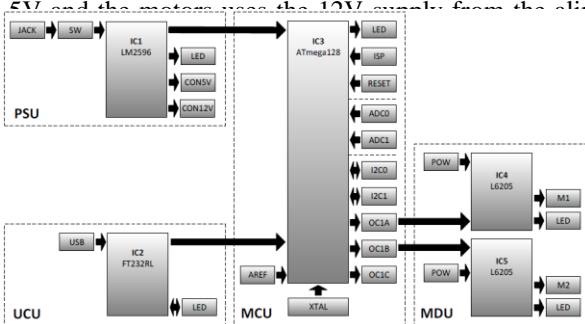 5V and the motors uses the 12V supply from the
JACK
SW
IC1
LM2596
LED
CON5V
CON12V
PSU
IC3
ATmega128
LED
ISP
RESET
ADC0
ADC1
I2C0
I2C1
OC1A
OC1B
OC1C
AREF
XTAL
MCU
USB
IC2
FT232RL
LED
UCU
POW
IC4
L6205
M1
LED
POW
IC5
L6205
M2
LED
MDU